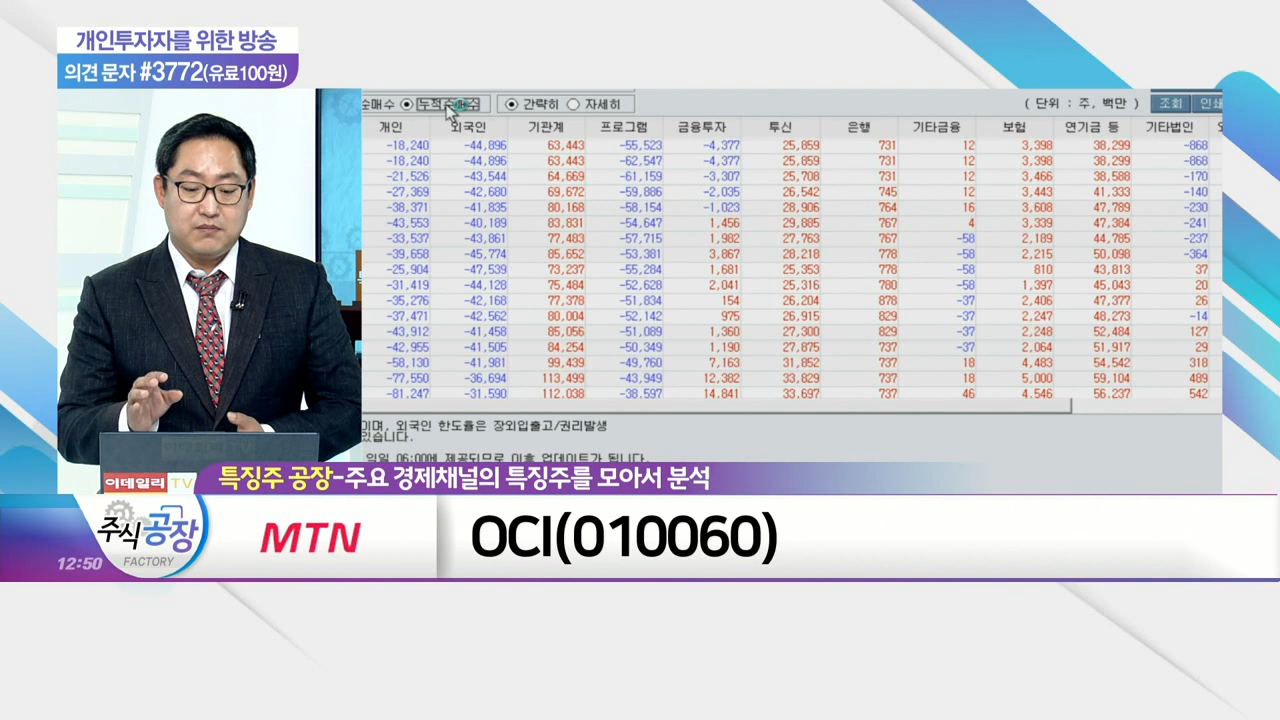 개인투자자를 위한 방송
의견 문자 #3772(유료100원)
순매수 누적순매수 간략히 자세히 ( 단위 : 주, 백만 ) 조회 인쇄
개인 외국인 기관계 프로그램 금융투자 투신 은행 기타금융 보험 연기금 등 기타법인
-18,240 -44,896 63,443 -55,523 -4,377 25,859 731 12 3,398 38,299 -868
-18,240 -44,896 63,443 -62,547 -4,377 25,859 731 12 3,398 38,299 -868
-21,526 -43,544 64,669 -61,159 -3,307 25,708 731 12 3,466 38,588 -170
-27,369 -42,680 69,672 -59,886 -2,035 26,542 745 12 3,443 41,333 -140
-38,371 -41,835 80,168 -58,154 -1,023 28,906 764 16 3,608 47,789 -230
-43,553 -40,189 83,831 -54,647 1,456 29,885 767 4 3,339 47,384 -241
-33,537 -43,861 77,483 -57,715 1,982 27,763 767 -58 2,189 44,785 -237
-39,658 -45,774 85,652 -53,381 3,867 28,218 778 -58 2,215 50,098 -364
-25,904 -47,539 73,237 -55,284 1,681 25,353 778 -58 810 43,813 37
-31,419 -44,128 75,484 -52,628 2,041 25,316 780 -58 1,397 45,043 20
-35,276 -42,168 77,378 -51,834 154 26,204 878 -37 2,406 47,377 26
-37,471 -42,562 80,004 -52,142 975 26,915 829 -37 2,247 48,273 -14
-43,912 -41,458 85,056 -51,089 1,360 27,300 829 -37 2,248 52,484 127
-42,955 -41,505 84,254 -50,349 1,190 27,875 737 -37 2,064 51,917 29
-58,130 -41,981 99,439 -49,760 7,163 31,852 737 18 4,483 54,542 318
-77,550 -36,694 113,499 -43,949 12,382 33,829 737 18 5,000 59,104 489
-81,247 -31,590 112,038 -38,597 14,841 33,697 737 46 4,546 56,237 542
이며, 외국인 한도율은 장외입출고/권리발생
있습니다.
일일 06:00에 제공되므로 이후 업데이트가 됩니다.
이데일리 TV
특징주 공장-주요 경제채널의 특징주를 모아서 분석
주식공장
FACTORY
12:50
MTN
OCI(010060)